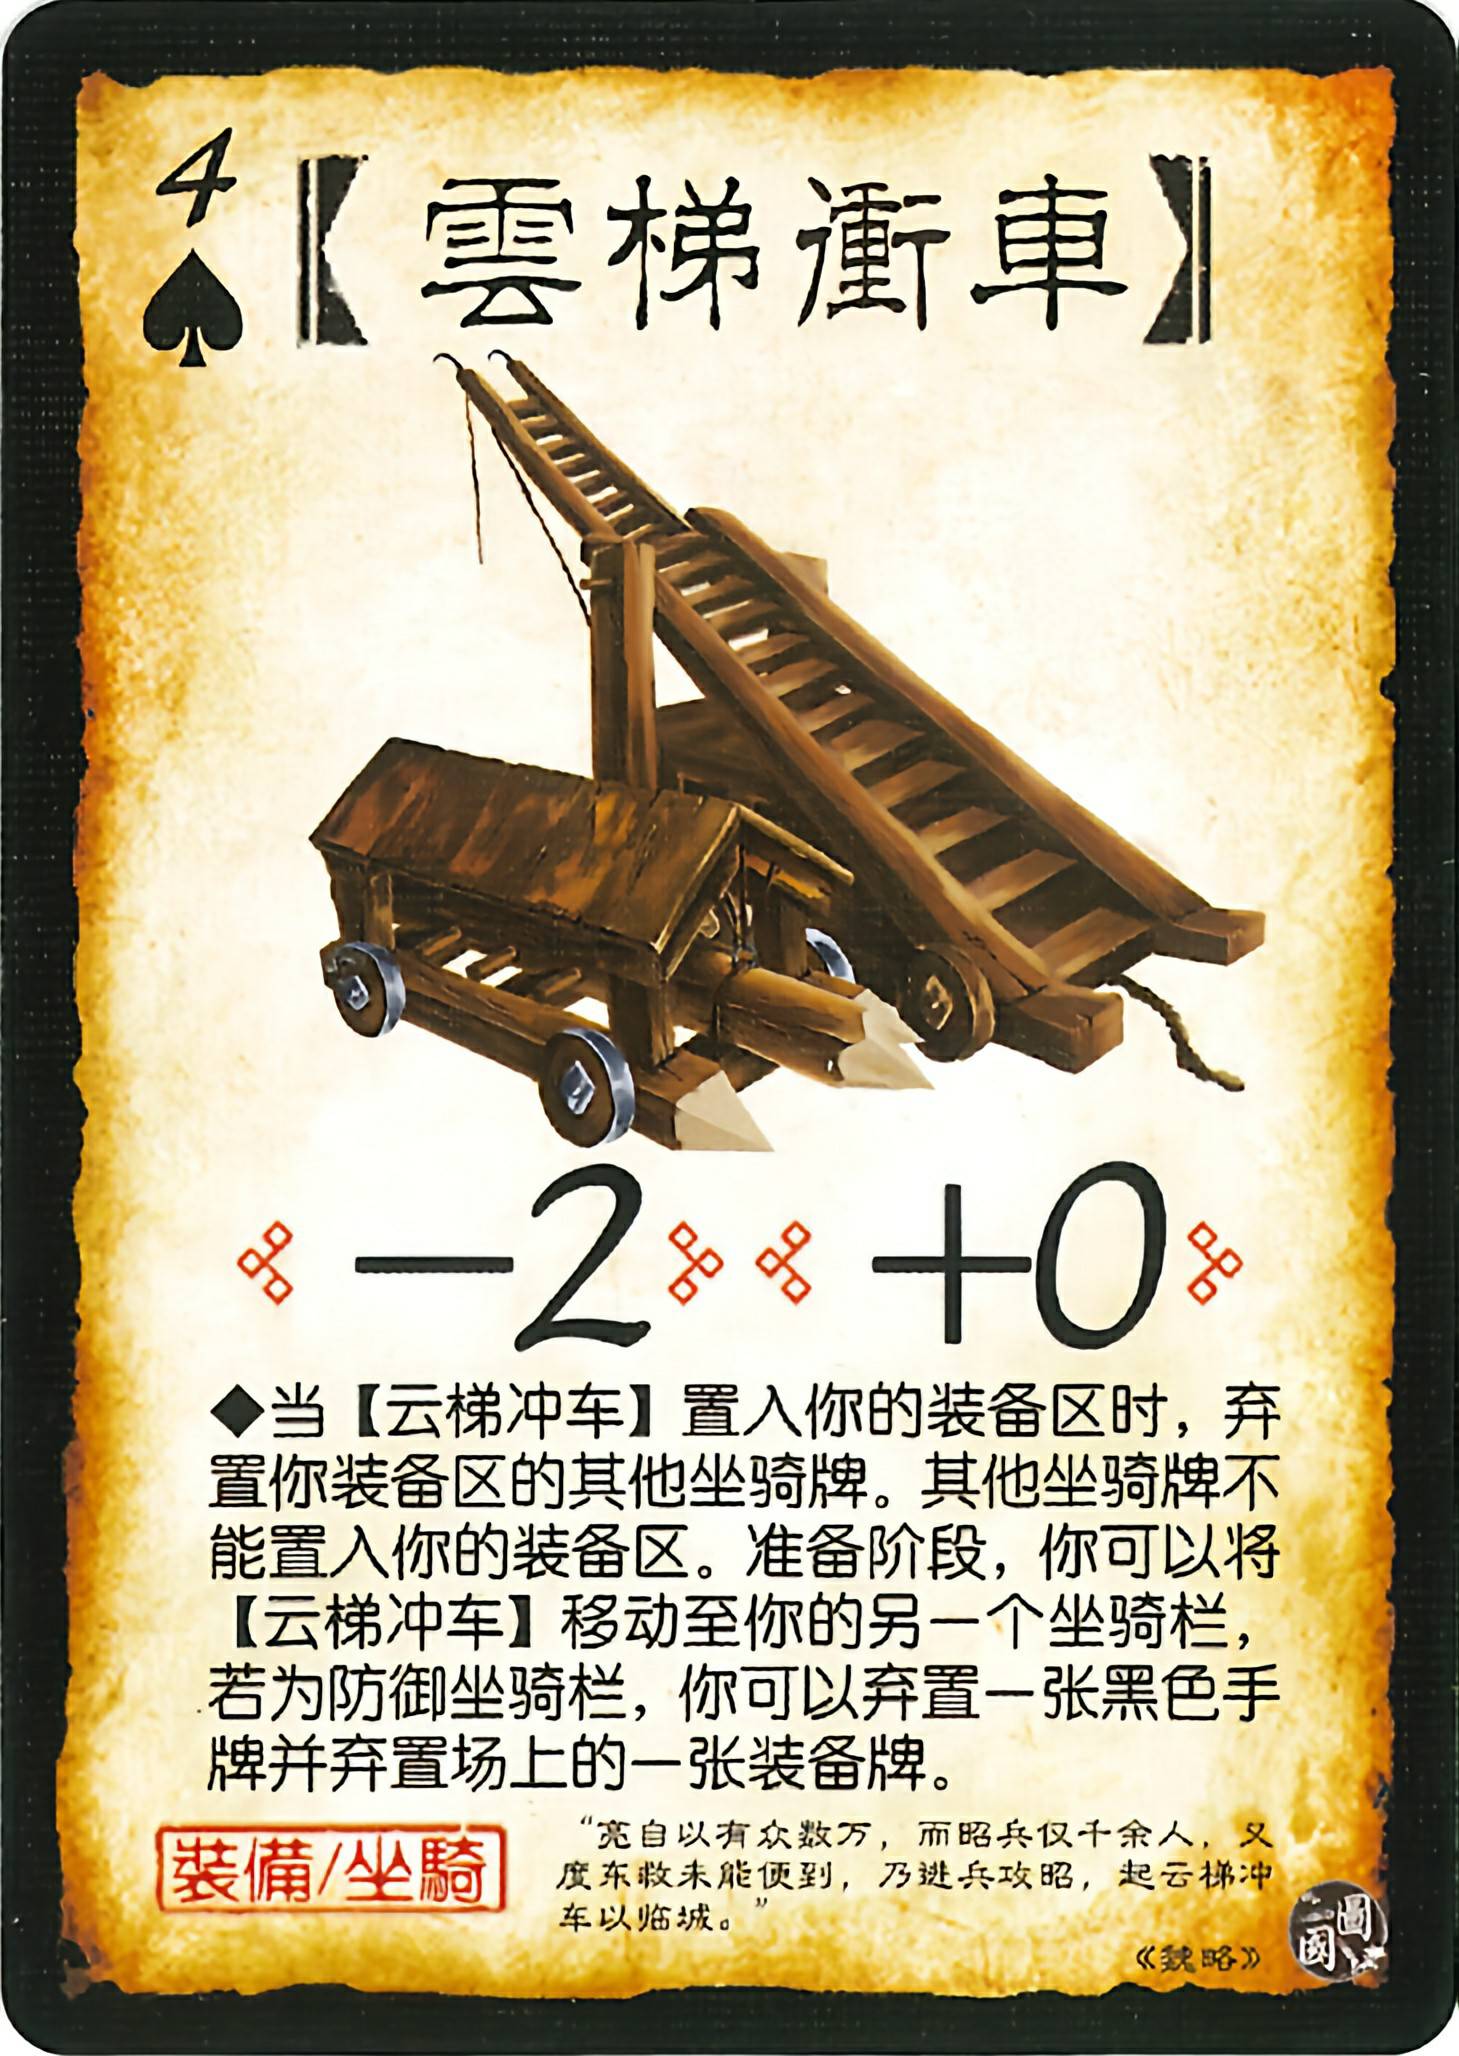 4
《雲梯衝車》
-2 +0
◆当【云梯冲车】置入你的装备区时，弃
置你装备区的其他坐骑牌。其他坐骑牌不
能置入你的装备区。准备阶段，你可以将
【云梯冲车】移动至你的另一个坐骑栏，
若为防御坐骑栏，你可以弃置一张黑色手
牌并弃置场上的一张装备牌。
裝備/坐騎
“亮自以有众数万，而昭兵仅千余人，又
度东救未能便到，乃进兵攻昭，起云梯冲
车以临城。”
《魏略》